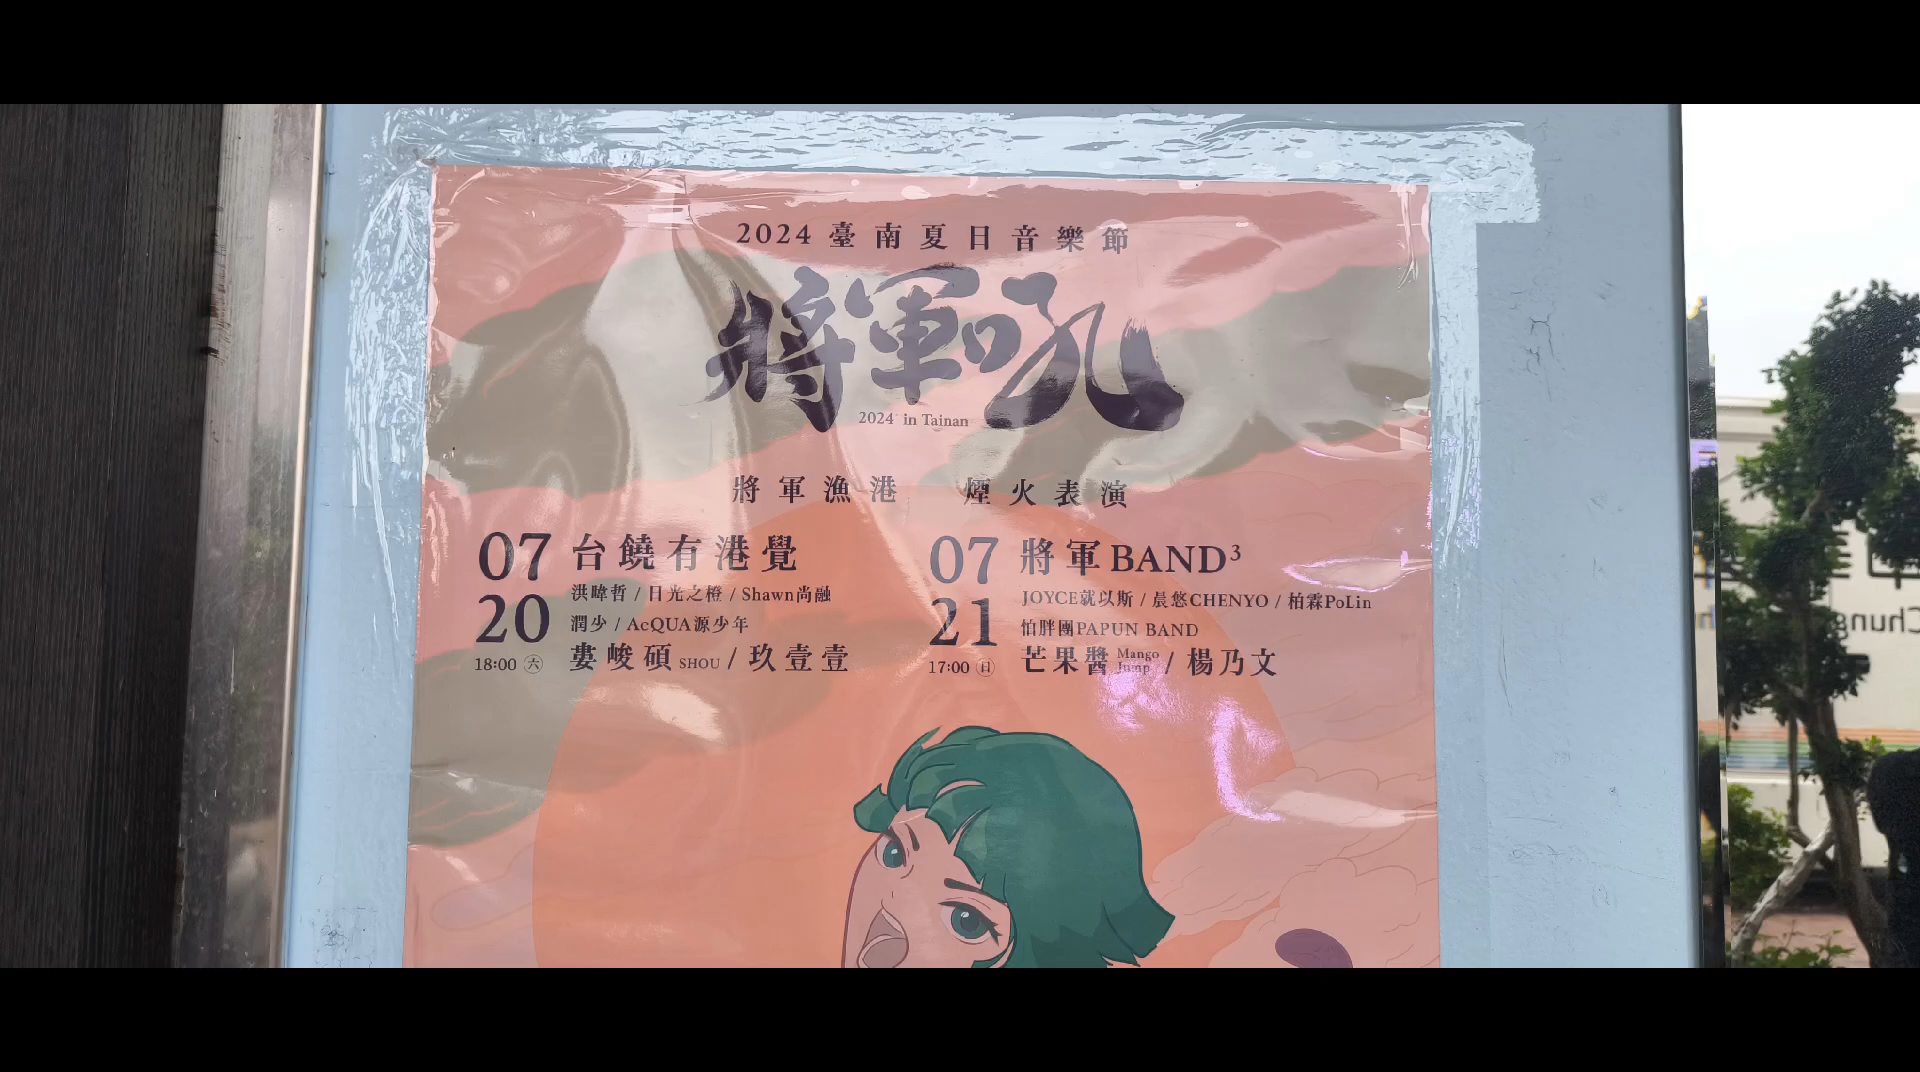 2024 臺南夏日音樂節
將軍吼
2024 in Tainan
將軍漁港 煙火表演
07 台饒有港覺
20
洪暐哲 / 日光之橙 / Shawn尚融
潤少 / AcQUA源少年
18:00 六 婁峻碩 SHOU / 玖壹壹
07 將軍BAND³
21
JOYCE就以斯 / 晨悠CHENYO / 柏霖PoLin
怕胖團PAPUN BAND
17:00 日 芒果醬 Mango Jump / 楊乃文
Chung